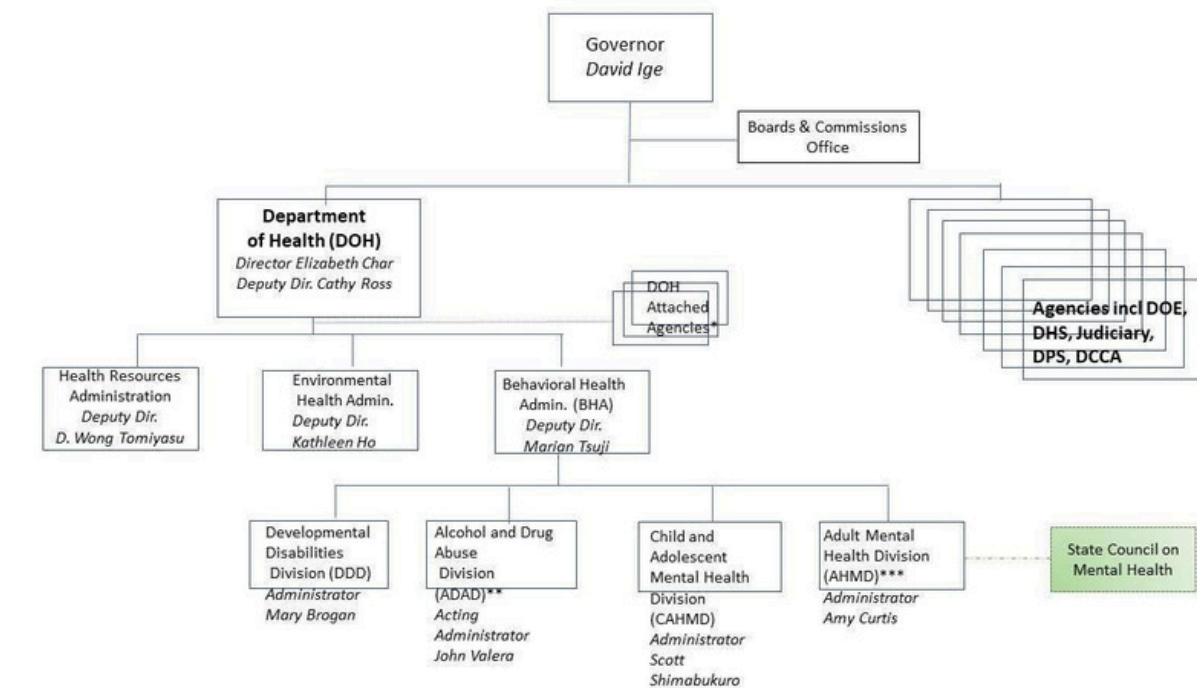 Governor
David Ige
Boards & Commissions
Office
Department
of Health (DOH)
Director Elizabeth Char
Deputy Dir. Cathy Ross
DOH
Attached
Agencies*
Agencies incl DOE,
DHS, Judiciary,
DPS, DCCA
Health Resources
Administration
Deputy Dir.
D. Wong Tomiyasu
Environmental
Health Admin.
Deputy Dir.
Kathleen Ho
Behavioral Health
Admin. (BHA)
Deputy Dir.
Marian Tsuji
Developmental
Disabilities
Division (DDD)
Administrator
Mary Brogan
Alcohol and Drug
Abuse
Division
(ADAD)**
Acting
Administrator
John Valera
Child and
Adolescent
Mental Health
Division
(CAHMD)
Administrator
Scott
Shimabukuro
Adult Mental
Health Division
(AHMD)***
Administrator
Amy Curtis
State Council on
Mental Health